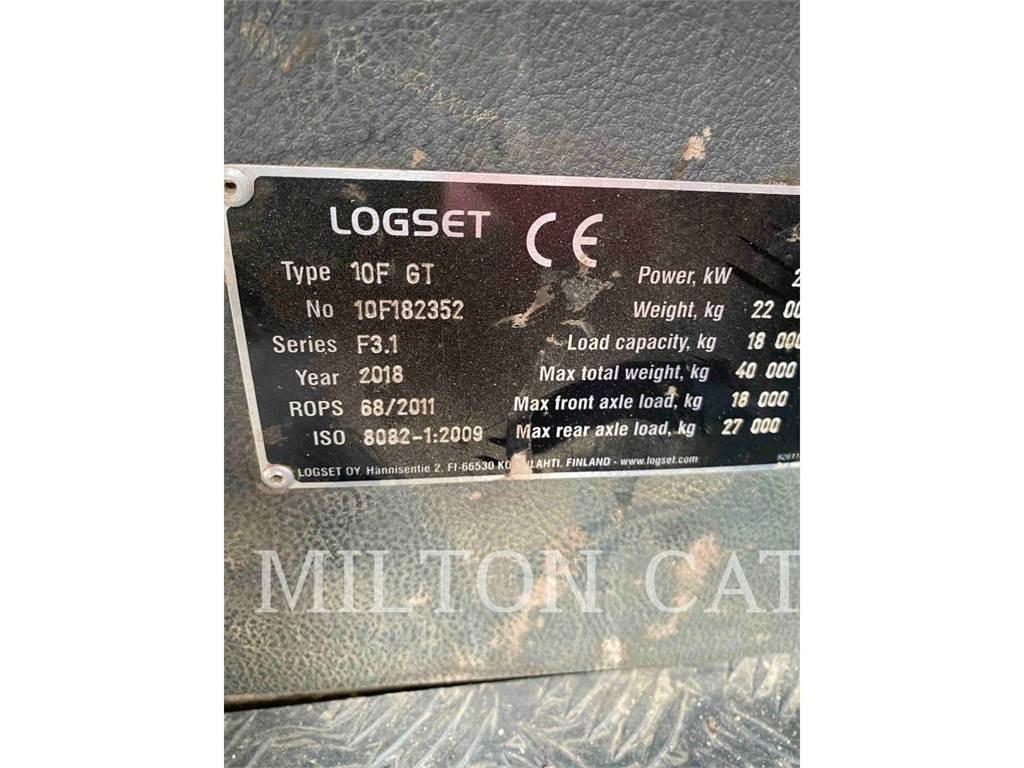 LOGSET CE
Type 10F GT
No 10F182352
Series F3.1
Year 2018
ROPS 68/2011
ISO 8082-1:2009
Power, kW 2
Weight, kg 22 00
Load capacity, kg 18 000
Max total weight, kg 40 000
Max front axle load, kg 18 000
Max rear axle load, kg 27 000
LOGSET OY, Hännisentie 2, FI-66530 FINLAND - www.logset.com
MILTON CAT